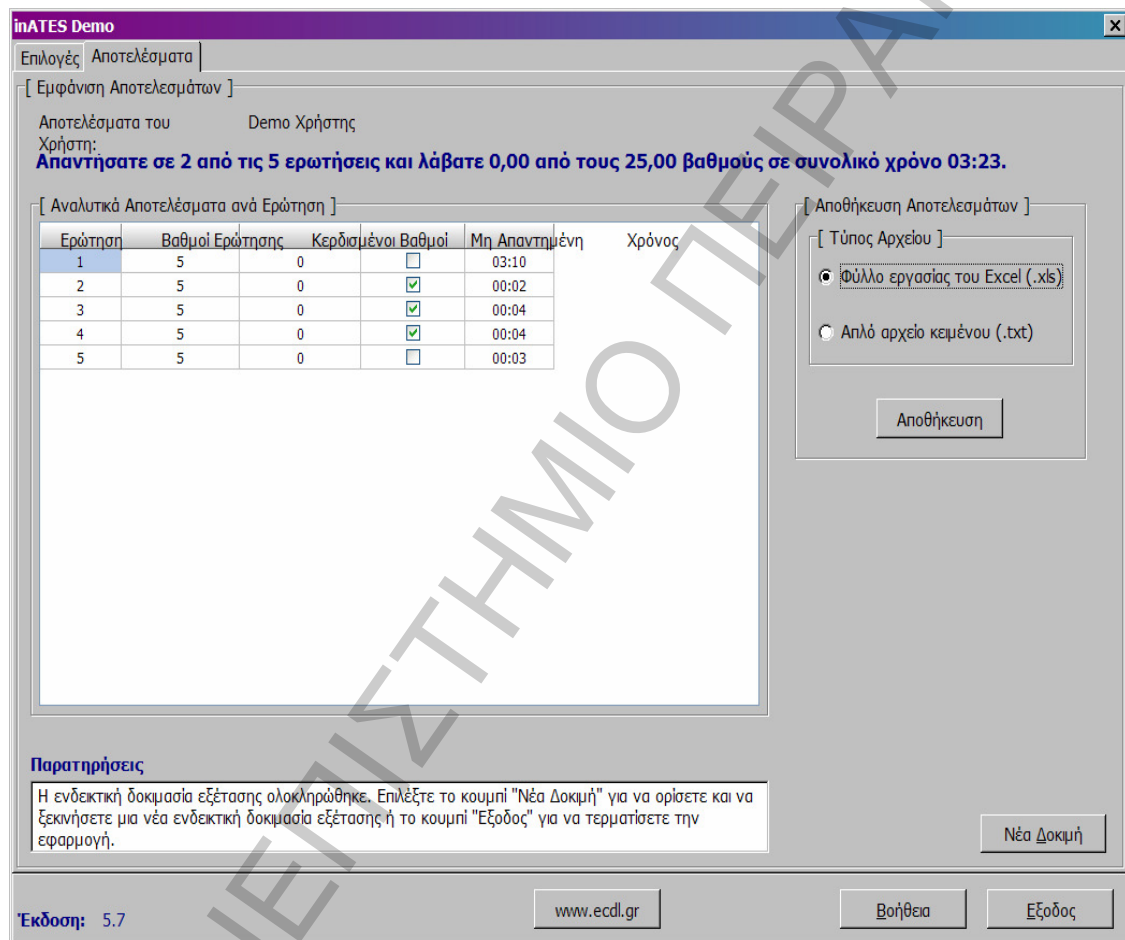 inATES Demo
Επιλογές Αποτελέσματα
[ Εμφάνιση Αποτελεσμάτων ]
Αποτελέσματα του Χρήστη: Demo Χρήστης
Απαντήσατε σε 2 από τις 5 ερωτήσεις και λάβατε 0,00 από τους 25,00 βαθμούς σε συνολικό χρόνο 03:23.
[ Αναλυτικά Αποτελέσματα ανά Ερώτηση ]
Ερώτηση Βαθμοί Ερώτησης Κερδισμένοι Βαθμοί Μη Απαντημένη Χρόνος
1 5 0 03:10
2 5 0 00:02
3 5 0 00:04
4 5 0 00:04
5 5 0 00:03
[ Αποθήκευση Αποτελεσμάτων ]
[ Τύπος Αρχείου ]
Φύλλο εργασίας του Excel (.xls)
Απλό αρχείο κειμένου (.txt)
Αποθήκευση
Παρατηρήσεις
Η ενδεικτική δοκιμασία εξέτασης ολοκληρώθηκε. Επιλέξτε το κουμπί "Νέα Δοκιμή" για να ορίσετε και να
ξεκινήσετε μια νέα ενδεικτική δοκιμασία εξέτασης ή το κουμπί "Εξοδος" για να τερματίσετε την
εφαρμογή.
Νέα Δοκιμή
Έκδοση: 5.7
www.ecdl.gr
Βοήθεια
Εξοδος
ΙΕΠΙΣΤΗΜΙΟ ΠΕΙΡΑ